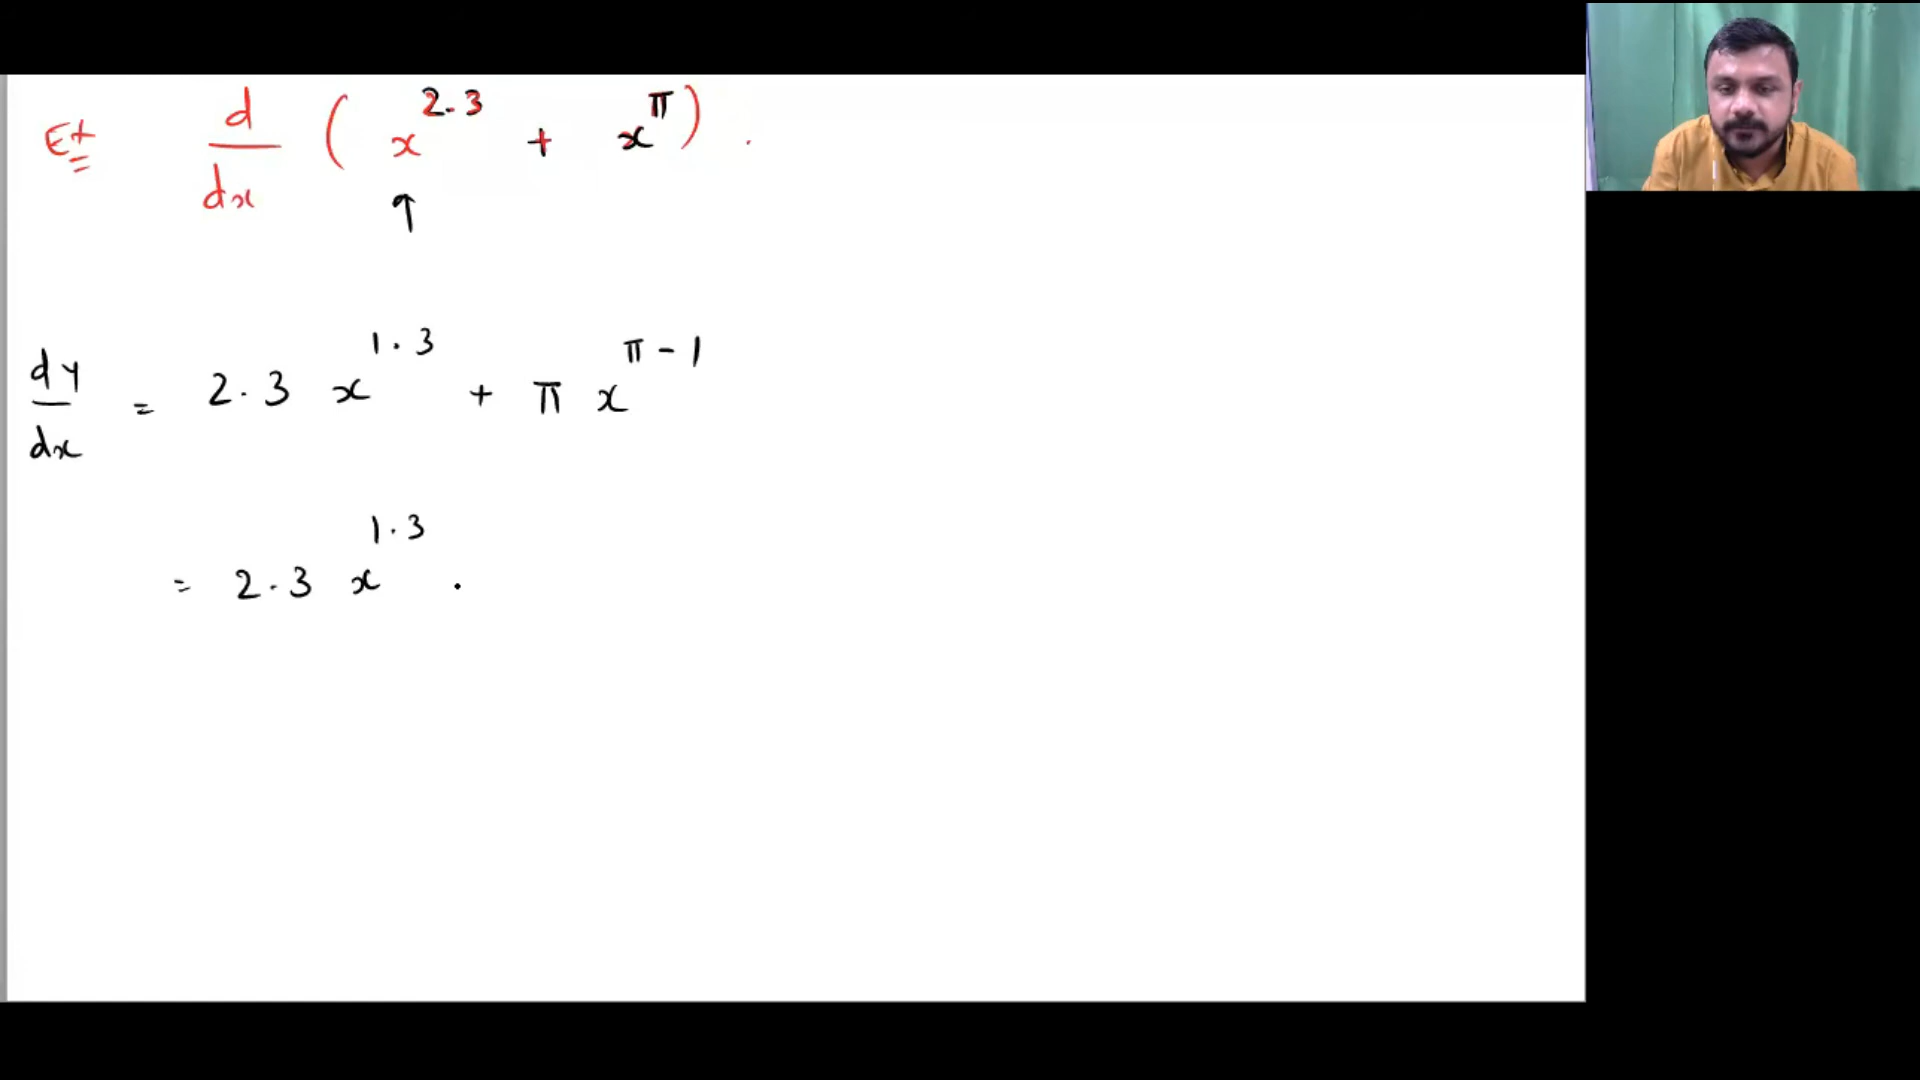 Ex d/dx ( x^2.3 + x^π ) .
↑
dy/dx = 2.3 x^1.3 + π x^π-1
= 2.3 x^1.3 .